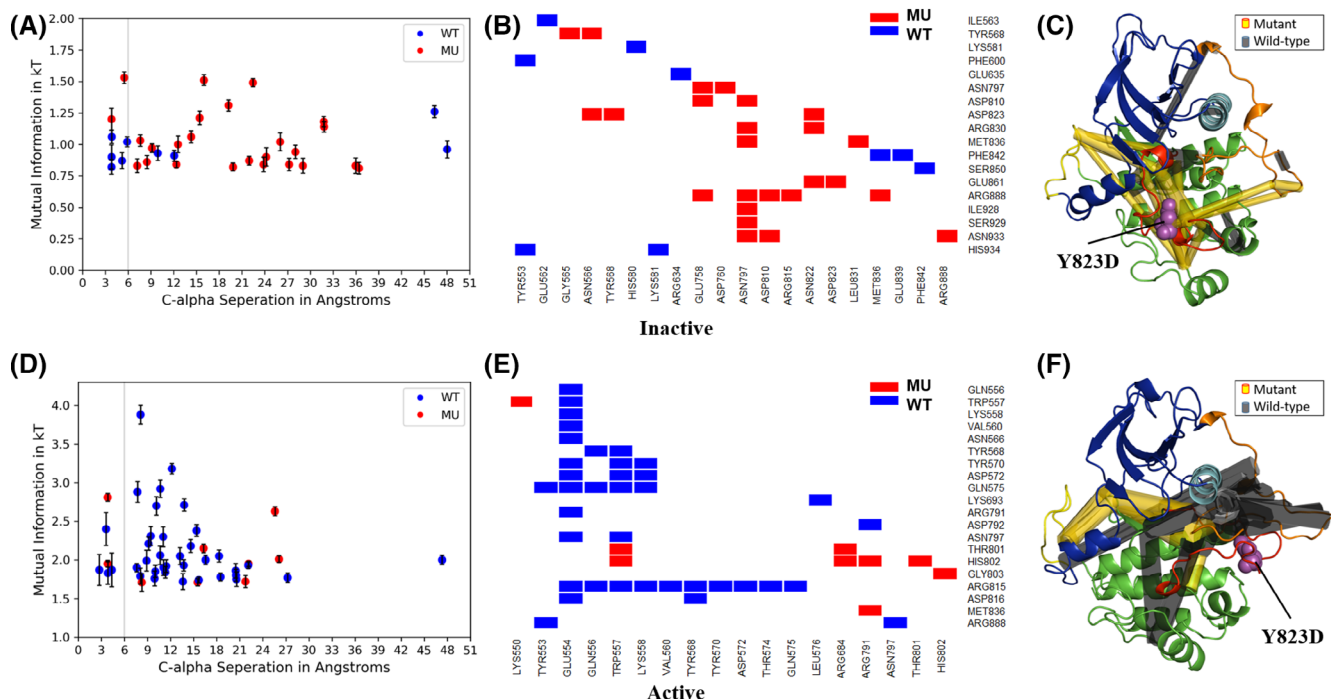 (A)
WT
MU
2.00
1.75
1.50
1.25
1.00
0.75
0.50
0.25
0.00
Mutual Information in kT
0 3 6 9 12 15 18 21 24 27 30 33 36 39 42 45 48 51
C-alpha Seperation in Angstroms
(B)
MU
WT
ILE563
TYR568
LYS581
PHE600
GLU635
ASN797
ASP810
ASP823
ARG830
MET836
PHE842
SER850
GLU861
ARG888
ILE928
SER929
ASN933
HIS934
TYR553 GLU562 GLY565 ASN566 TYR568 HIS580 LYS581 ARG634 GLU758 ASP760 ASN797 ASP810 ARG815 ASN822 ASP823 LEU831 MET836 GLU839 PHE842 ARG888
(C)
Mutant
Wild-type
Y823D
Inactive
(D)
WT
MU
4.0
3.5
3.0
2.5
2.0
1.5
1.0
Mutual Information in kT
0 3 6 9 12 15 18 21 24 27 30 33 36 39 42 45 48 51
C-alpha Seperation in Angstroms
(E)
MU
WT
GLN556
TRP557
LYS558
VAL560
ASN566
TYR568
TYR570
ASP572
GLN575
LYS693
ARG791
ASP792
ASN797
THR801
HIS802
GLY803
ARG815
ASP816
MET836
ARG888
LYS550 TYR553 GLU554 GLN556 TRP557 LYS558 VAL560 TYR568 TYR570 ASP572 THR574 GLN575 LEU576 ARG684 ARG791 ASN797 THR801 HIS802
(F)
Mutant
Wild-type
Y823D
Active